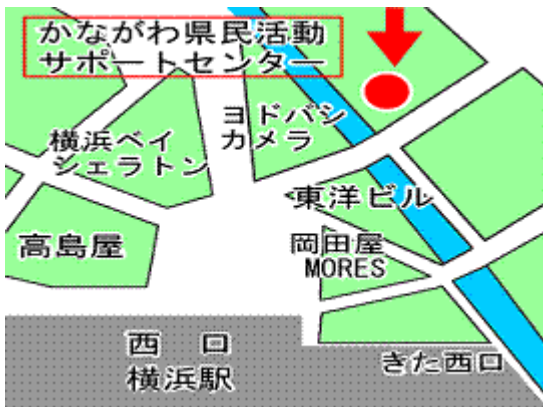 かながわ県民活動
サポートセンター
ヨドバシ
カメラ
横浜ベイ
シェラトン
東洋ビル
高島屋
岡田屋
MORES
西 口
横浜駅
きた西口